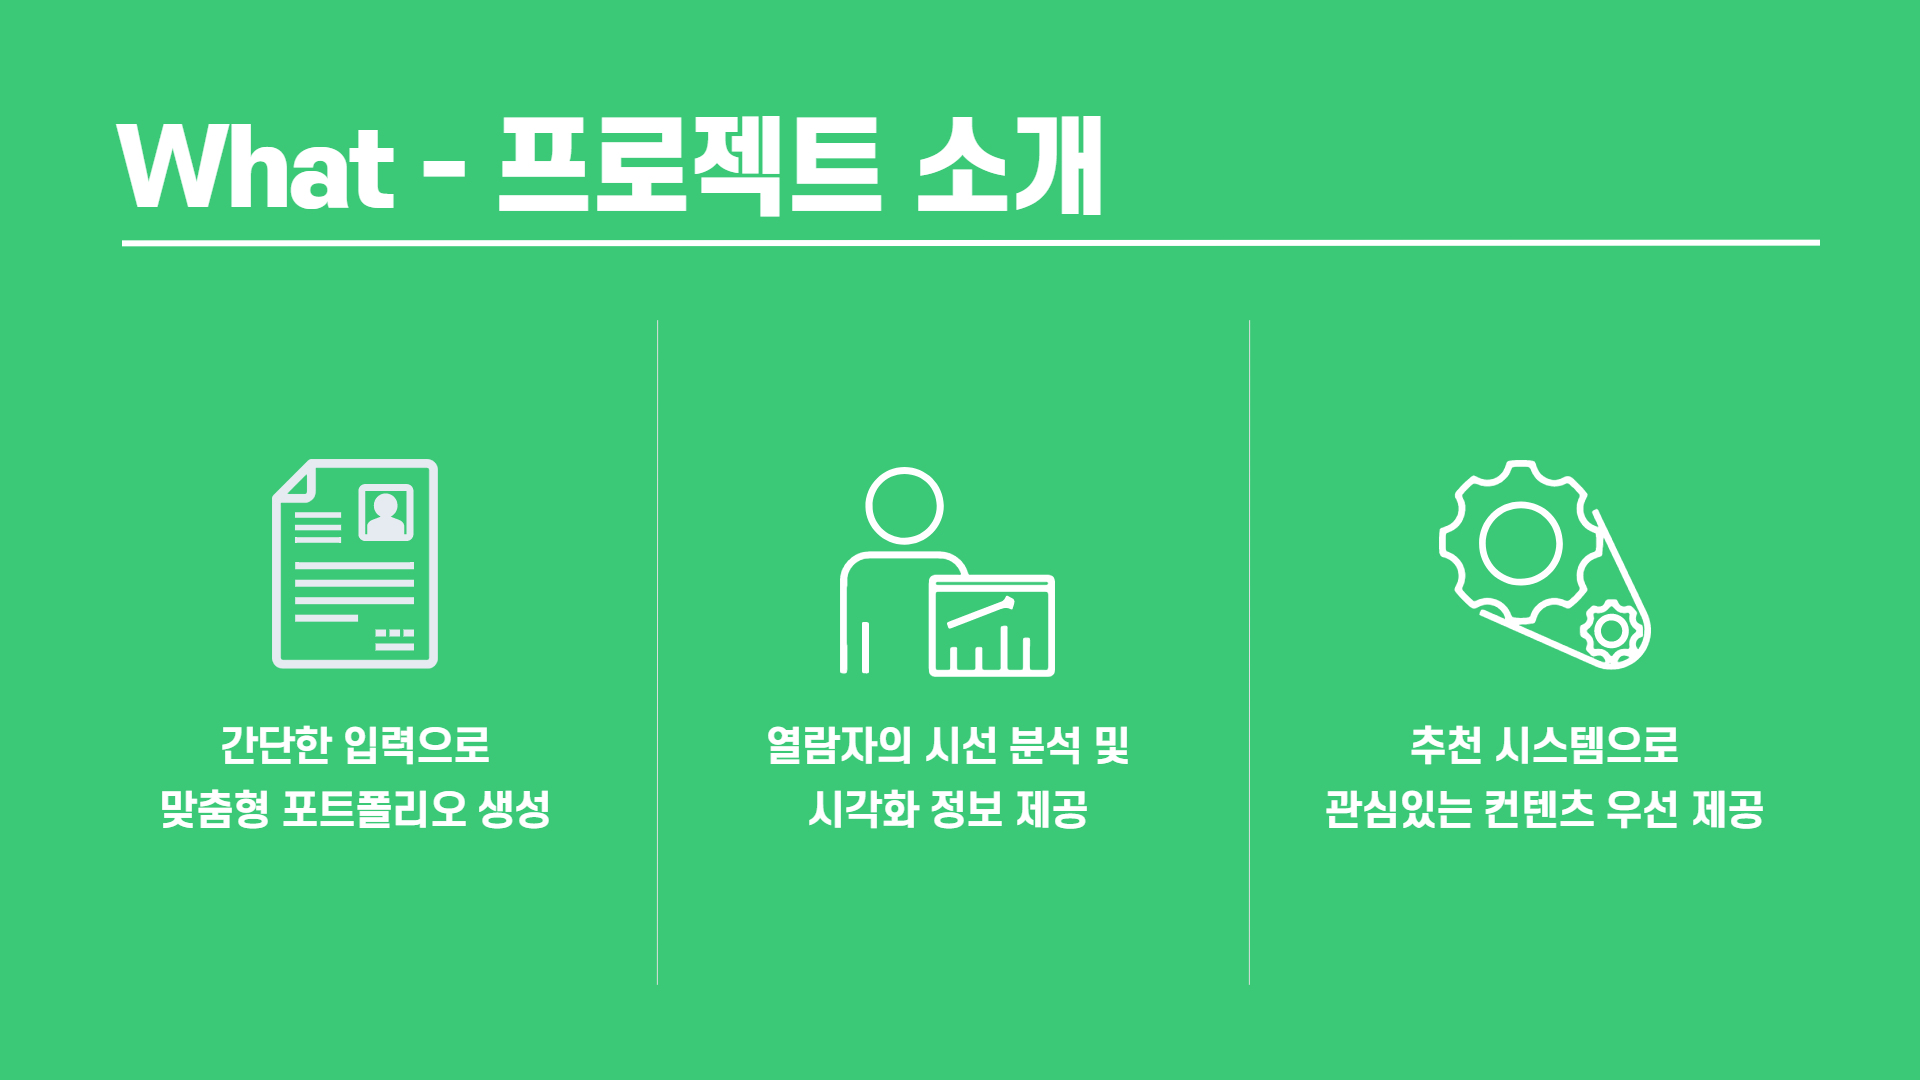 What - 프로젝트 소개
간단한 입력으로
맞춤형 포트폴리오 생성
열람자의 시선 분석 및
시각화 정보 제공
추천 시스템으로
관심있는 컨텐츠 우선 제공